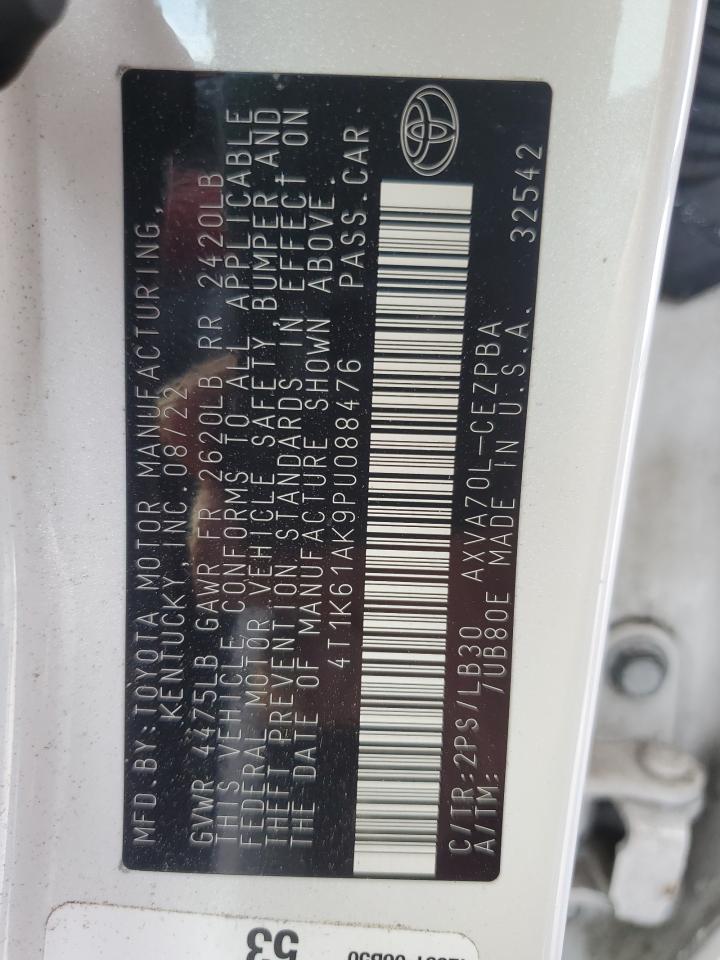 MFD.BY:TOYOTA MOTOR MANUFACTURING,
KENTUCKY,INC.08/22
GVWR 4475LB GAWR FR 2620LB RR 2420LB
THIS VEHICLE CONFORMS TO ALL APPLICABLE
FEDERAL MOTOR VEHICLE SAFETY,BUMPER AND
THEFT PREVENTION STANDARDS IN EFFECT ON
THE DATE OF MANUFACTURE SHOWN ABOVE.
4T1K61AK9PU088476 PASS.CAR
C/TR:2PS/LB30 AXVA70L-CEZPBA
A/TM: 7UB80E MADE IN U.S.A. 32542
53